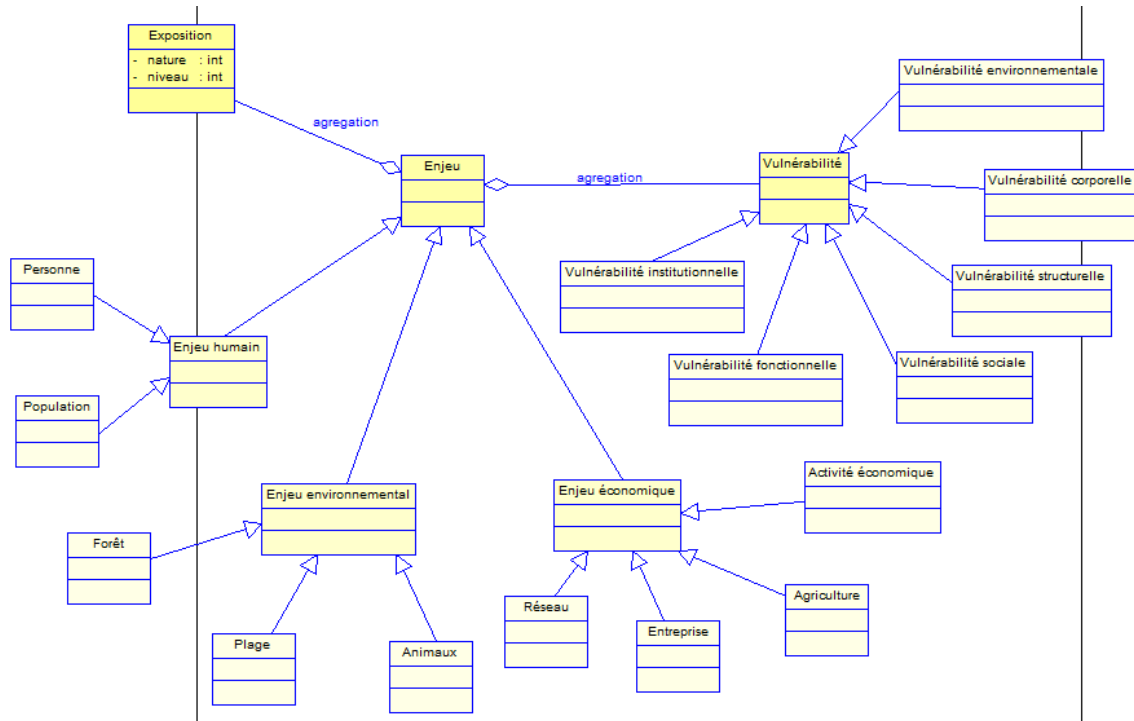 Exposition
- nature : int
- niveau : int
Vulnérabilité environnementale
agregation
Enjeu
agregation
Vulnérabilité
Vulnérabilité corporelle
Personne
Vulnérabilité institutionnelle
Vulnérabilité structurelle
Enjeu humain
Vulnérabilité fonctionnelle
Vulnérabilité sociale
Population
Activité économique
Enjeu environnemental
Enjeu économique
Forêt
Agriculture
Réseau
Entreprise
Plage
Animaux